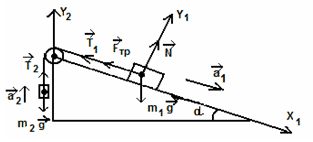 Y₂
Y₁
T₂
T₁
Fтр
N
a₁
a₂
m₂g
m₁g
d
X₁